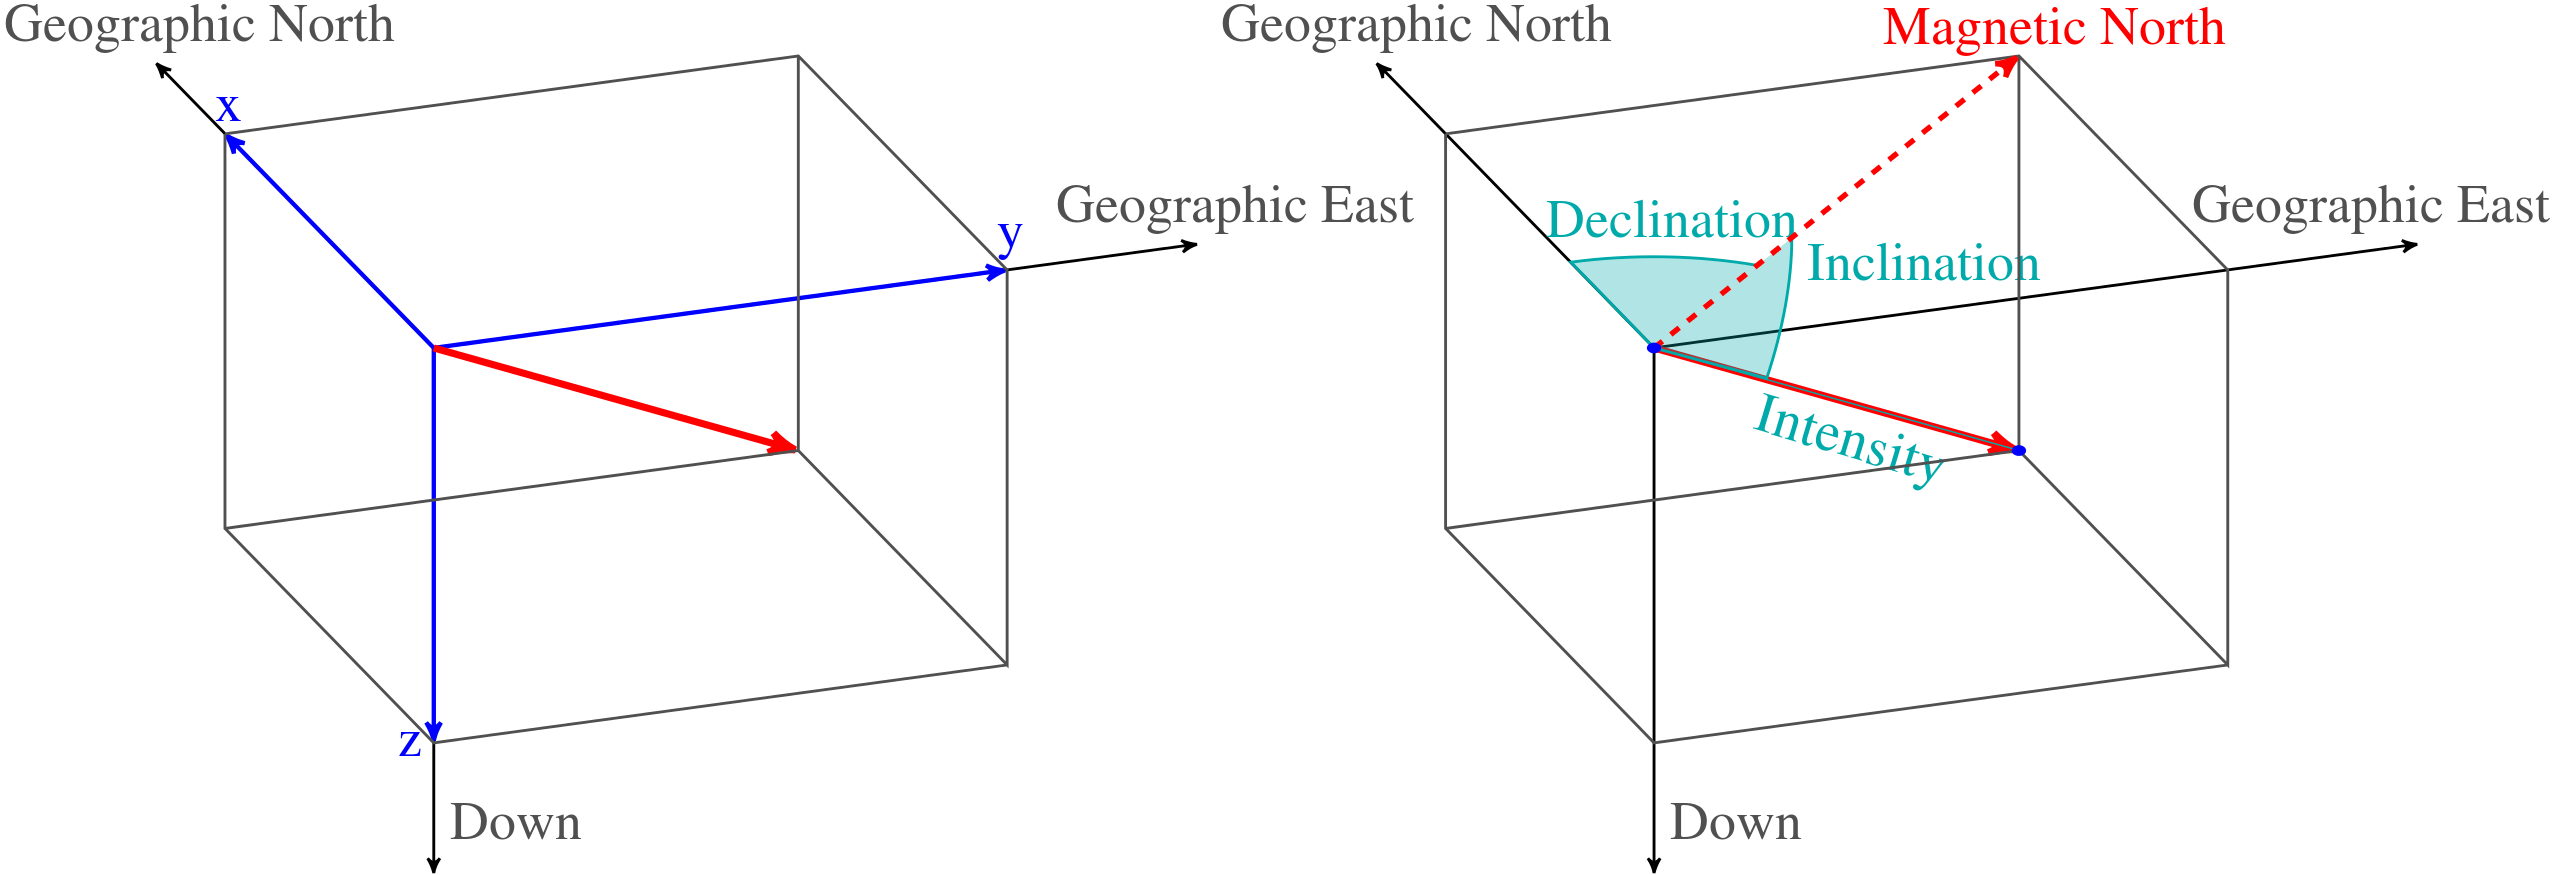 Geographic North
x
Geographic East
y
z
Down
Geographic North
Magnetic North
Geographic East
Declination
Inclination
Intensity
Down